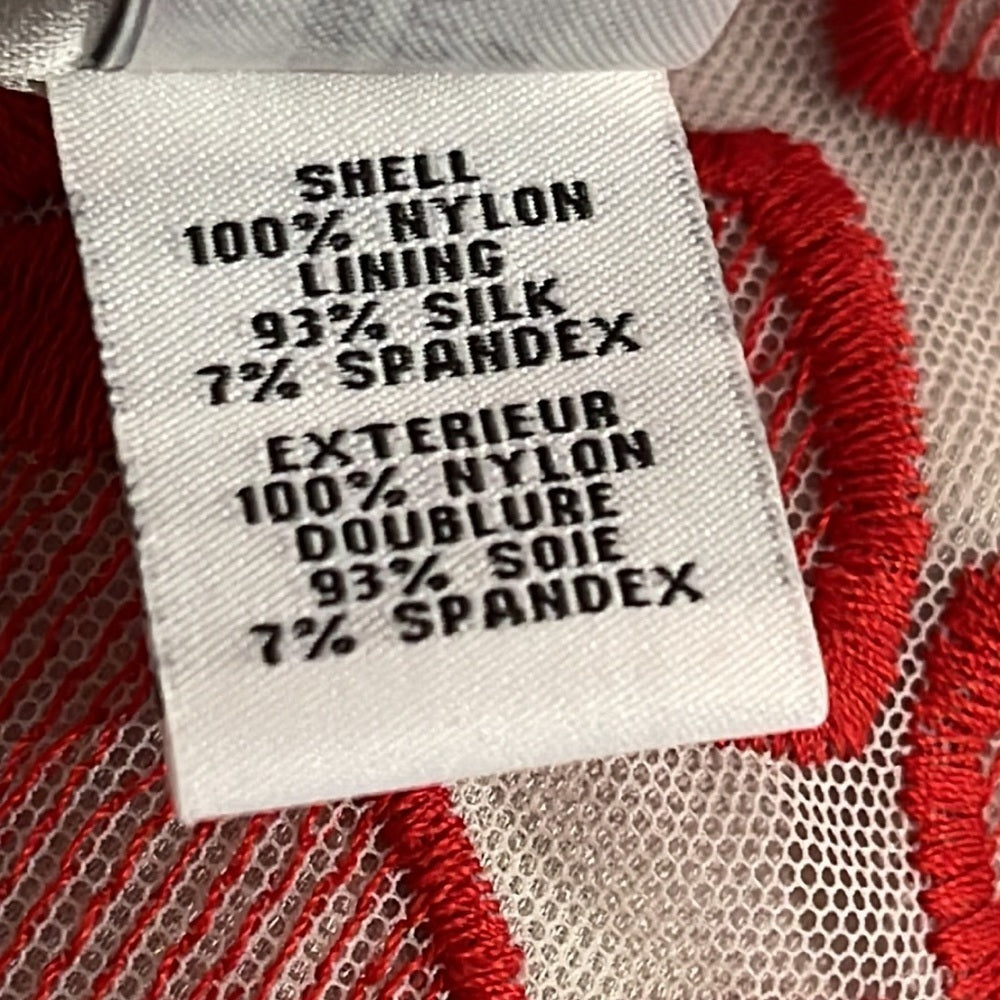 SHELL
100% NYLON
LINING
93% SILK
7% SPANDEX
EXTERIEUR
100% NYLON
DOUBLURE
93% SOIE
7% SPANDEX